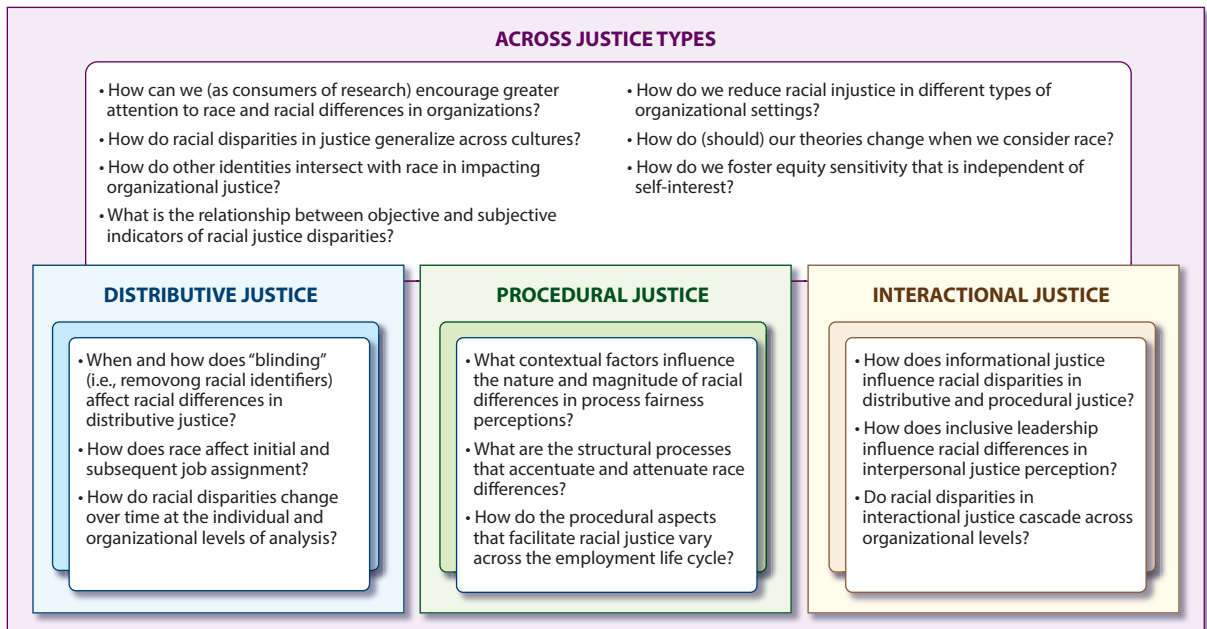 ACROSS JUSTICE TYPES
• How can we (as consumers of research) encourage greater
attention to race and racial differences in organizations?
• How do racial disparities in justice generalize across cultures?
• How do other identities intersect with race in impacting
organizational justice?
• What is the relationship between objective and subjective
indicators of racial justice disparities?
• How do we reduce racial injustice in different types of
organizational settings?
• How do (should) our theories change when we consider race?
• How do we foster equity sensitivity that is independent of
self-interest?
DISTRIBUTIVE JUSTICE
• When and how does “blinding”
(i.e., removong racial identifiers)
affect racial differences in
distributive justice?
• How does race affect initial and
subsequent job assignment?
• How do racial disparities change
over time at the individual and
organizational levels of analysis?
PROCEDURAL JUSTICE
• What contextual factors influence
the nature and magnitude of racial
differences in process fairness
perceptions?
• What are the structural processes
that accentuate and attenuate race
differences?
• How do the procedural aspects
that facilitate racial justice vary
across the employment life cycle?
INTERACTIONAL JUSTICE
• How does informational justice
influence racial disparities in
distributive and procedural justice?
• How does inclusive leadership
influence racial differences in
interpersonal justice perception?
• Do racial disparities in
interactional justice cascade across
organizational levels?